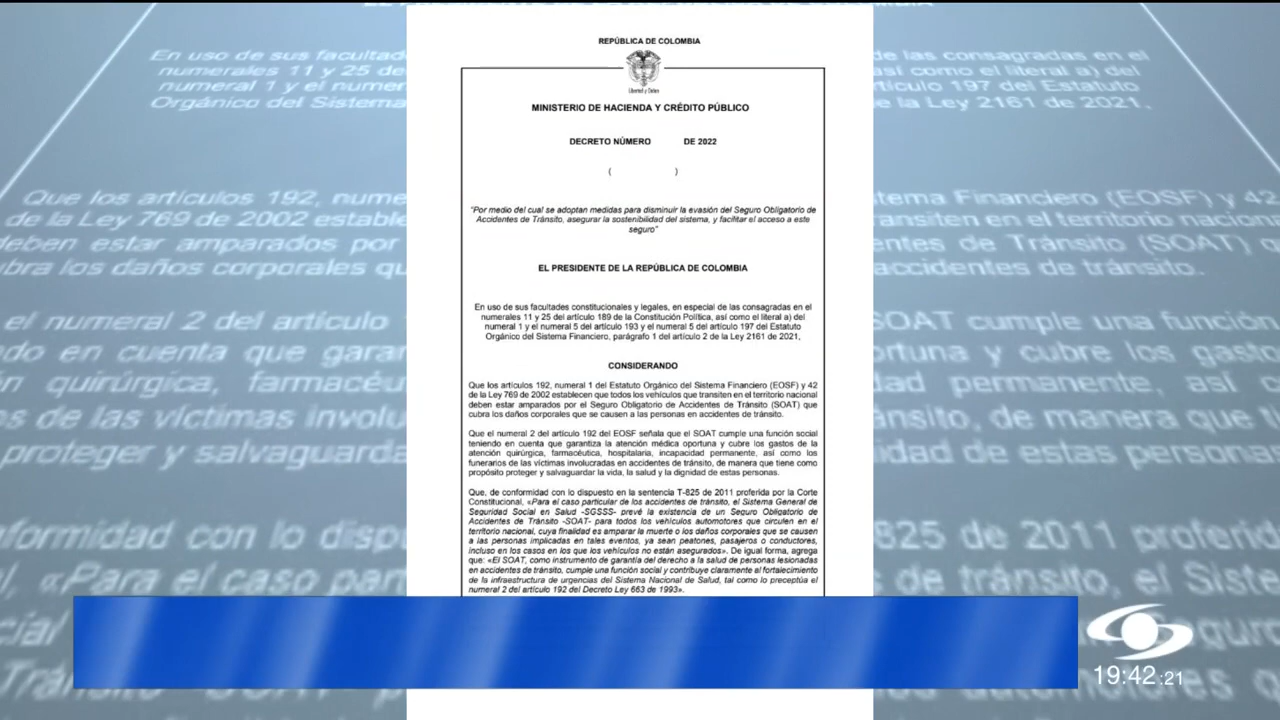 REPÚBLICA DE COLOMBIA
Libertad y Orden
MINISTERIO DE HACIENDA Y CRÉDITO PÚBLICO
DECRETO NÚMERO DE 2022
( )
"Por medio del cual se adoptan medidas para disminuir la evasión del Seguro Obligatorio de
Accidentes de Tránsito, asegurar la sostenibilidad del sistema, y facilitar el acceso a este
seguro"
EL PRESIDENTE DE LA REPÚBLICA DE COLOMBIA
En uso de sus facultades constitucionales y legales, en especial de las consagradas en el
numerales 11 y 25 del artículo 189 de la Constitución Política, así como el literal a) del
numeral 1 y el numeral 5 del artículo 193 y el numeral 5 del artículo 197 del Estatuto
Orgánico del Sistema Financiero, parágrafo 1 del artículo 2 de la Ley 2161 de 2021,
CONSIDERANDO
Que los artículos 192, numeral 1 del Estatuto Orgánico del Sistema Financiero (EOSF) y 42
de la Ley 769 de 2002 establecen que todos los vehículos que transiten en el territorio nacional
deben estar amparados por el Seguro Obligatorio de Accidentes de Tránsito (SOAT) que
cubra los daños corporales que se causen a las personas en accidentes de tránsito.
Que el numeral 2 del artículo 192 del EOSF señala que el SOAT cumple una función social
teniendo en cuenta que garantiza la atención médica oportuna y cubre los gastos de la
atención quirúrgica, farmacéutica, hospitalaria, incapacidad permanente, así como los
funerarios de las víctimas involucradas en accidentes de tránsito, de manera que tiene como
propósito proteger y salvaguardar la vida, la salud y la dignidad de estas personas.
Que, de conformidad con lo dispuesto en la sentencia T-825 de 2011 proferida por la Corte
Constitucional, «Para el caso particular de los accidentes de tránsito, el Sistema General de
Seguridad Social en Salud -SGSSS- prevé la existencia de un Seguro Obligatorio de
Accidentes de Tránsito -SOAT- para todos los vehículos automotores que circulen en el
territorio nacional, cuya finalidad es amparar la muerte o los daños corporales que se causen
a las personas implicadas en tales eventos, ya sean peatones, pasajeros o conductores,
incluso en los casos en los que los vehículos no están asegurados». De igual forma, agrega
que: «El SOAT, como instrumento de garantía del derecho a la salud de personas lesionadas
en accidentes de tránsito, cumple una función social y contribuye claramente al fortalecimiento
de la infraestructura de urgencias del Sistema Nacional de Salud, tal como lo preceptúa el
numeral 2 del artículo 192 del Decreto Ley 663 de 1993».
19:42:21